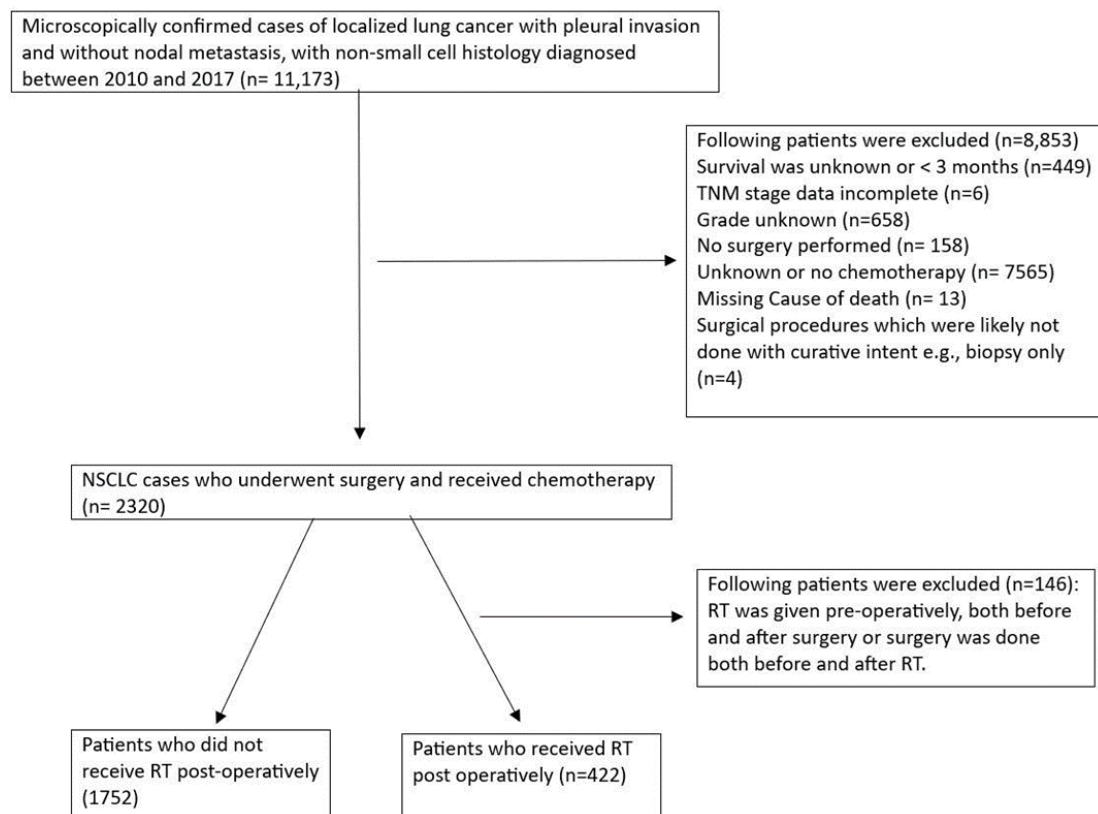 Microscopically confirmed cases of localized lung cancer with pleural invasion
and without nodal metastasis, with non-small cell histology diagnosed
between 2010 and 2017 (n= 11,173)
Following patients were excluded (n=8,853)
Survival was unknown or < 3 months (n=449)
TNM stage data incomplete (n=6)
Grade unknown (n=658)
No surgery performed (n= 158)
Unknown or no chemotherapy (n= 7565)
Missing Cause of death (n= 13)
Surgical procedures which were likely not
done with curative intent e.g., biopsy only
(n=4)
NSCLC cases who underwent surgery and received chemotherapy
(n= 2320)
Following patients were excluded (n=146):
RT was given pre-operatively, both before
and after surgery or surgery was done
both before and after RT.
Patients who did not
receive RT post-operatively
(1752)
Patients who received RT
post operatively (n=422)